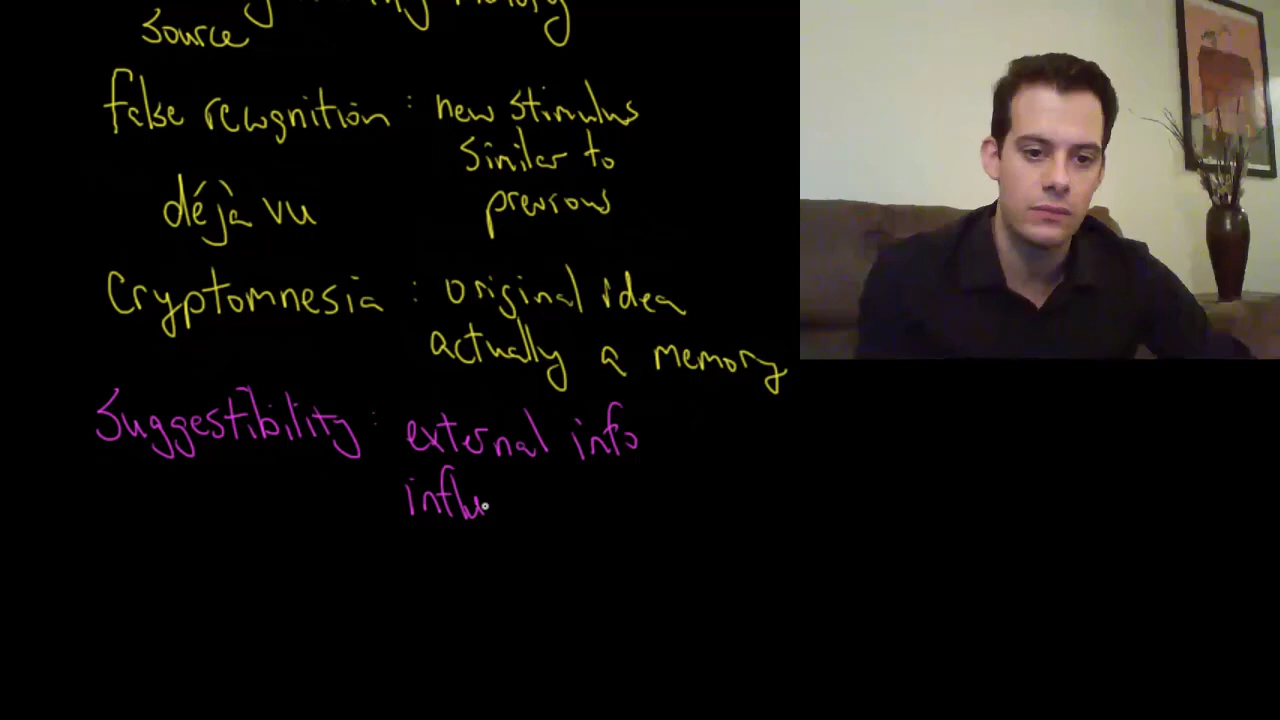 source
false recognition : new stimulus
similar to
déjà vu previous
Cryptomnesia : original idea
actually a memory
Suggestibility : external info
influ